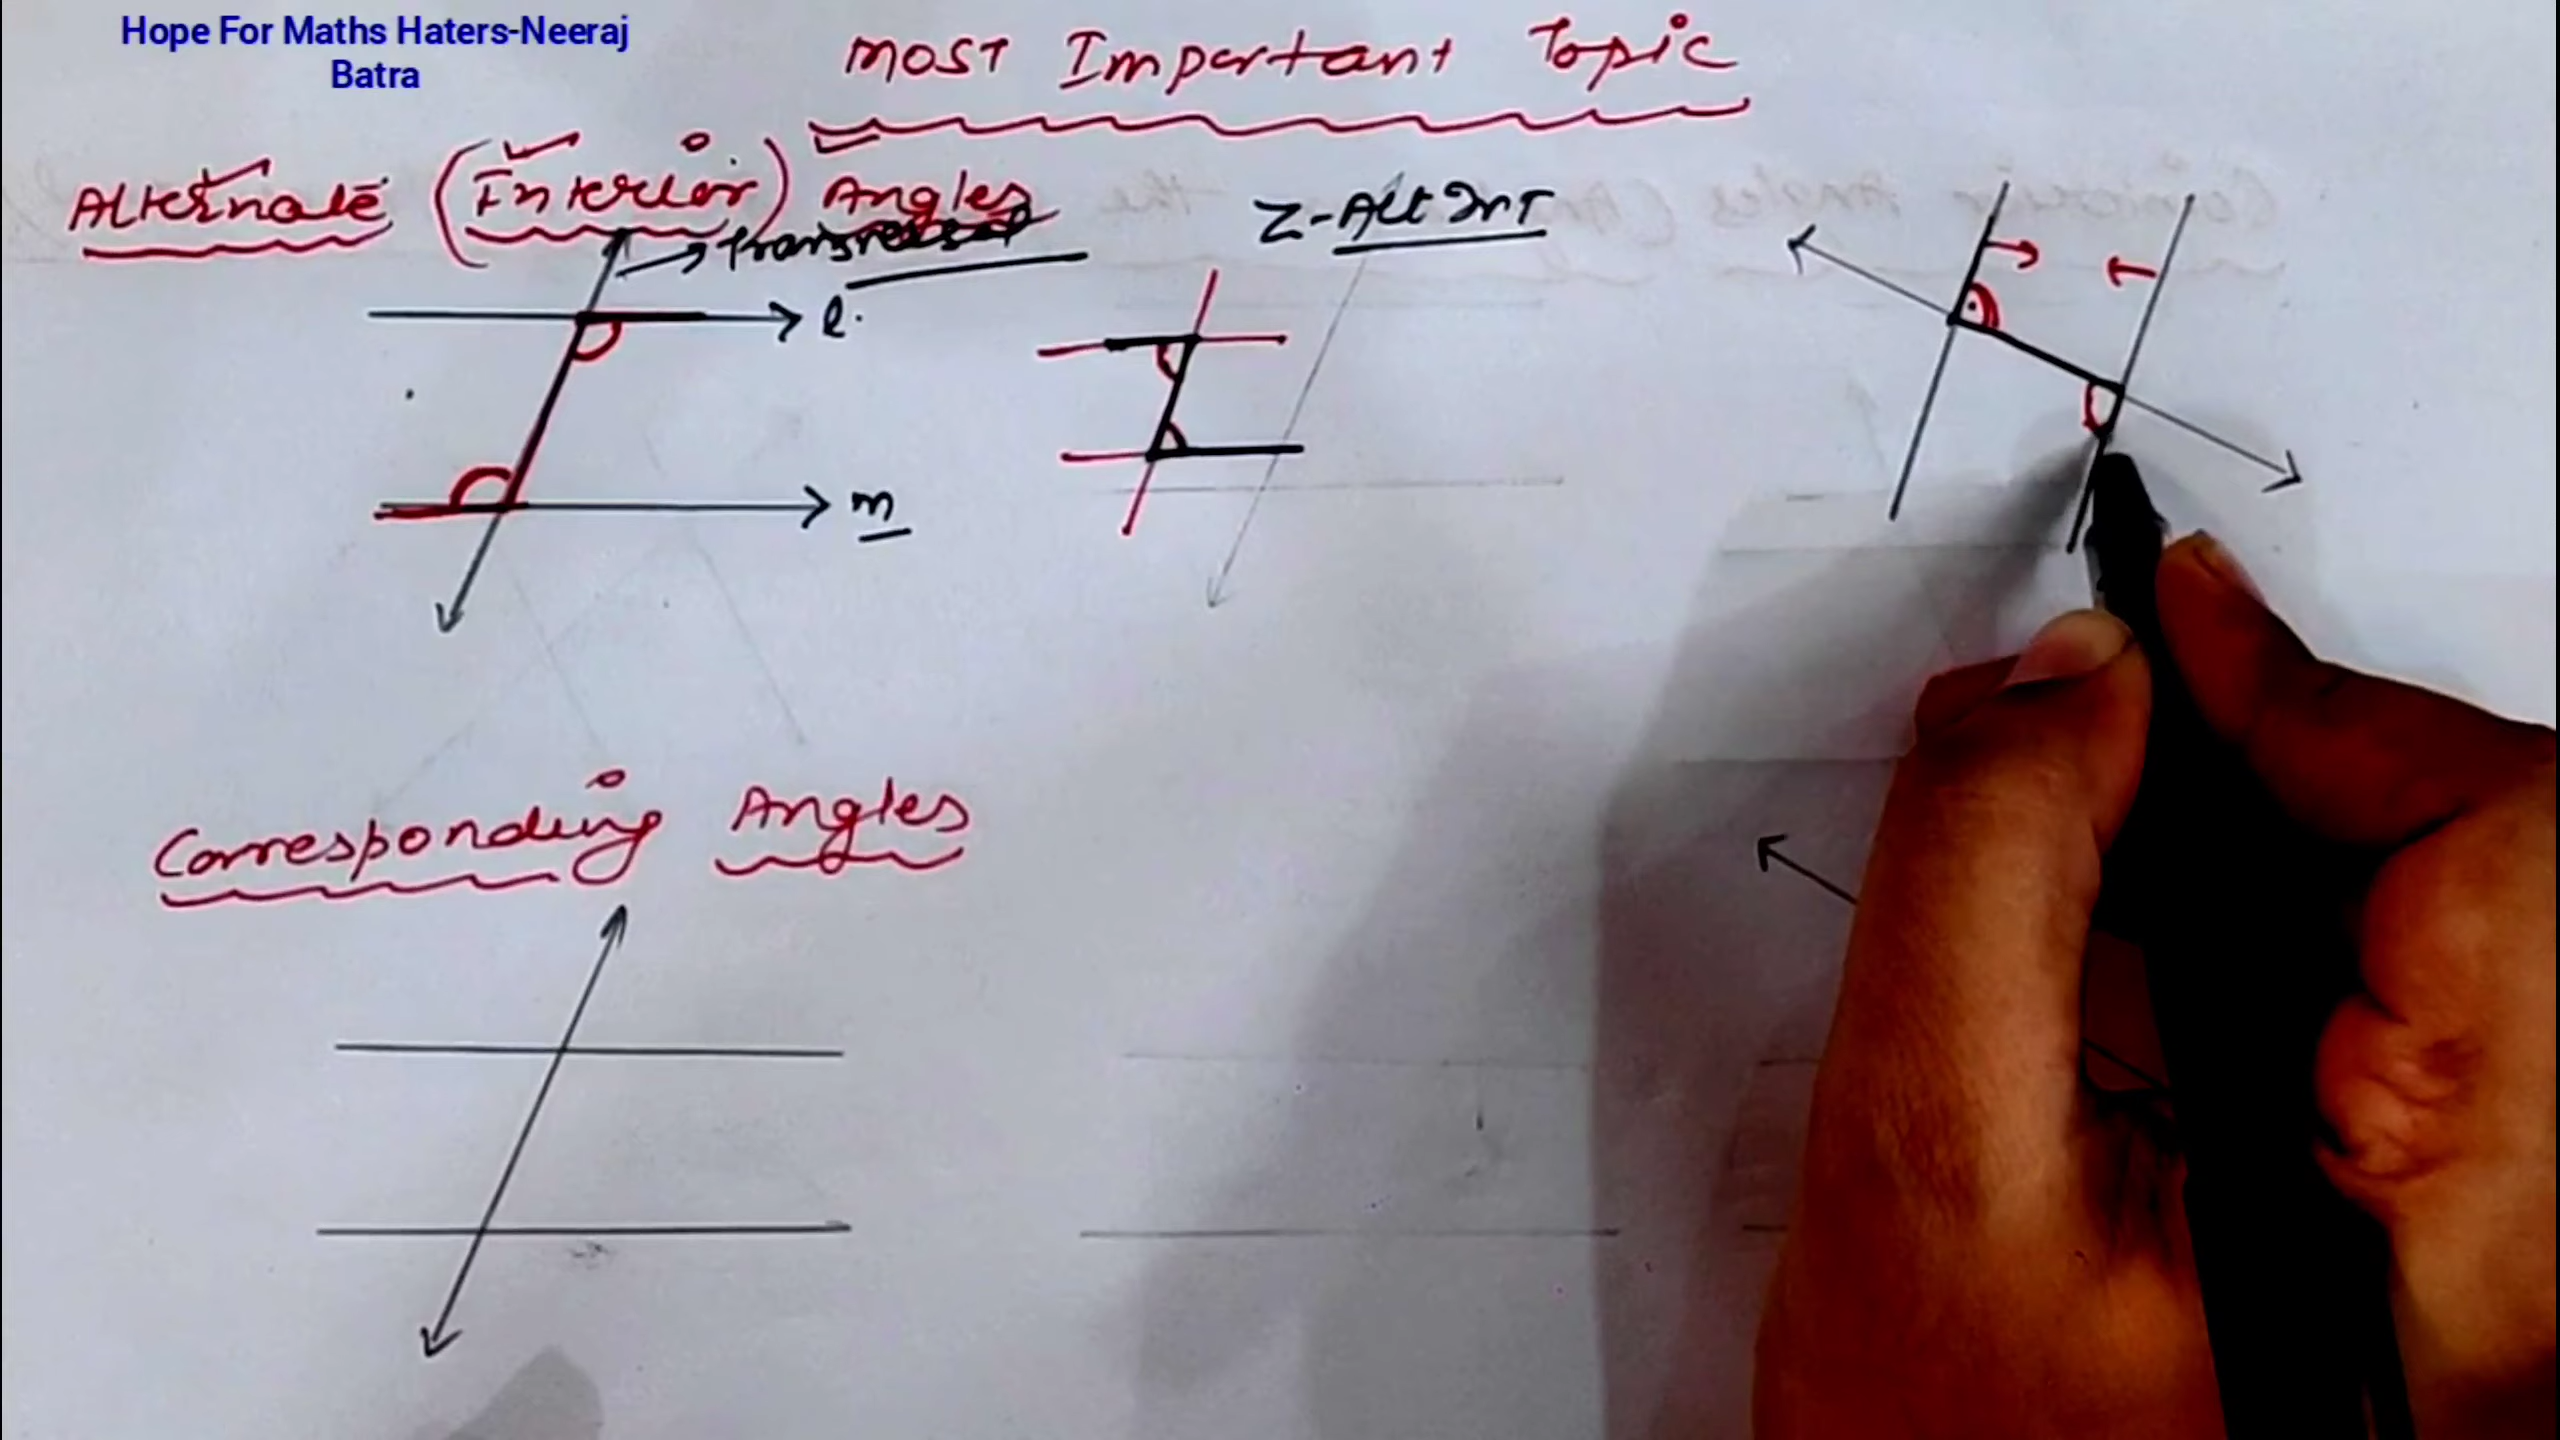 Hope For Maths Haters-Neeraj
Batra
MOST Important Topic
Alternate (Interior) Angles
Z-Alt Int
l.
m
Corresponding Angles